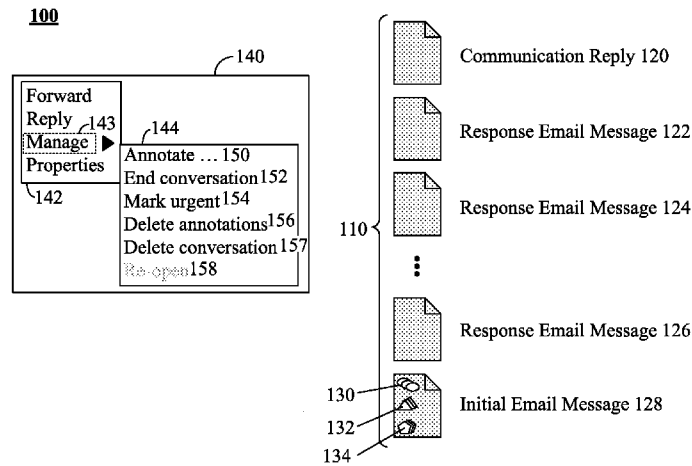 100
140
Forward
Reply
Manage 143
Properties
142
144
Annotate ... 150
End conversation 152
Mark urgent 154
Delete annotations 156
Delete conversation 157
Re-open 158
110
Communication Reply 120
Response Email Message 122
Response Email Message 124
Response Email Message 126
Initial Email Message 128
130
132
134